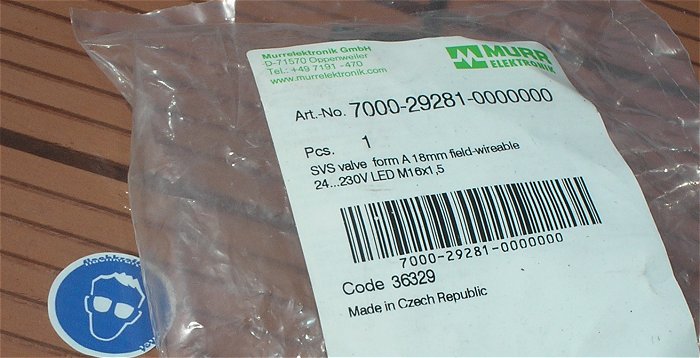 Murrelektronik GmbH
D-71570 Oppenweiler
Tel.: +49 7191 -470
www.murrelektronik.com
MURR
ELEKTRONIK
Art.-No. 7000-29281-0000000
Pcs. 1
SVS valve form A 18mm field-wireable
24...230V LED M16x1,5
7000-29281-0000000
Code 36329
Made in Czech Republic